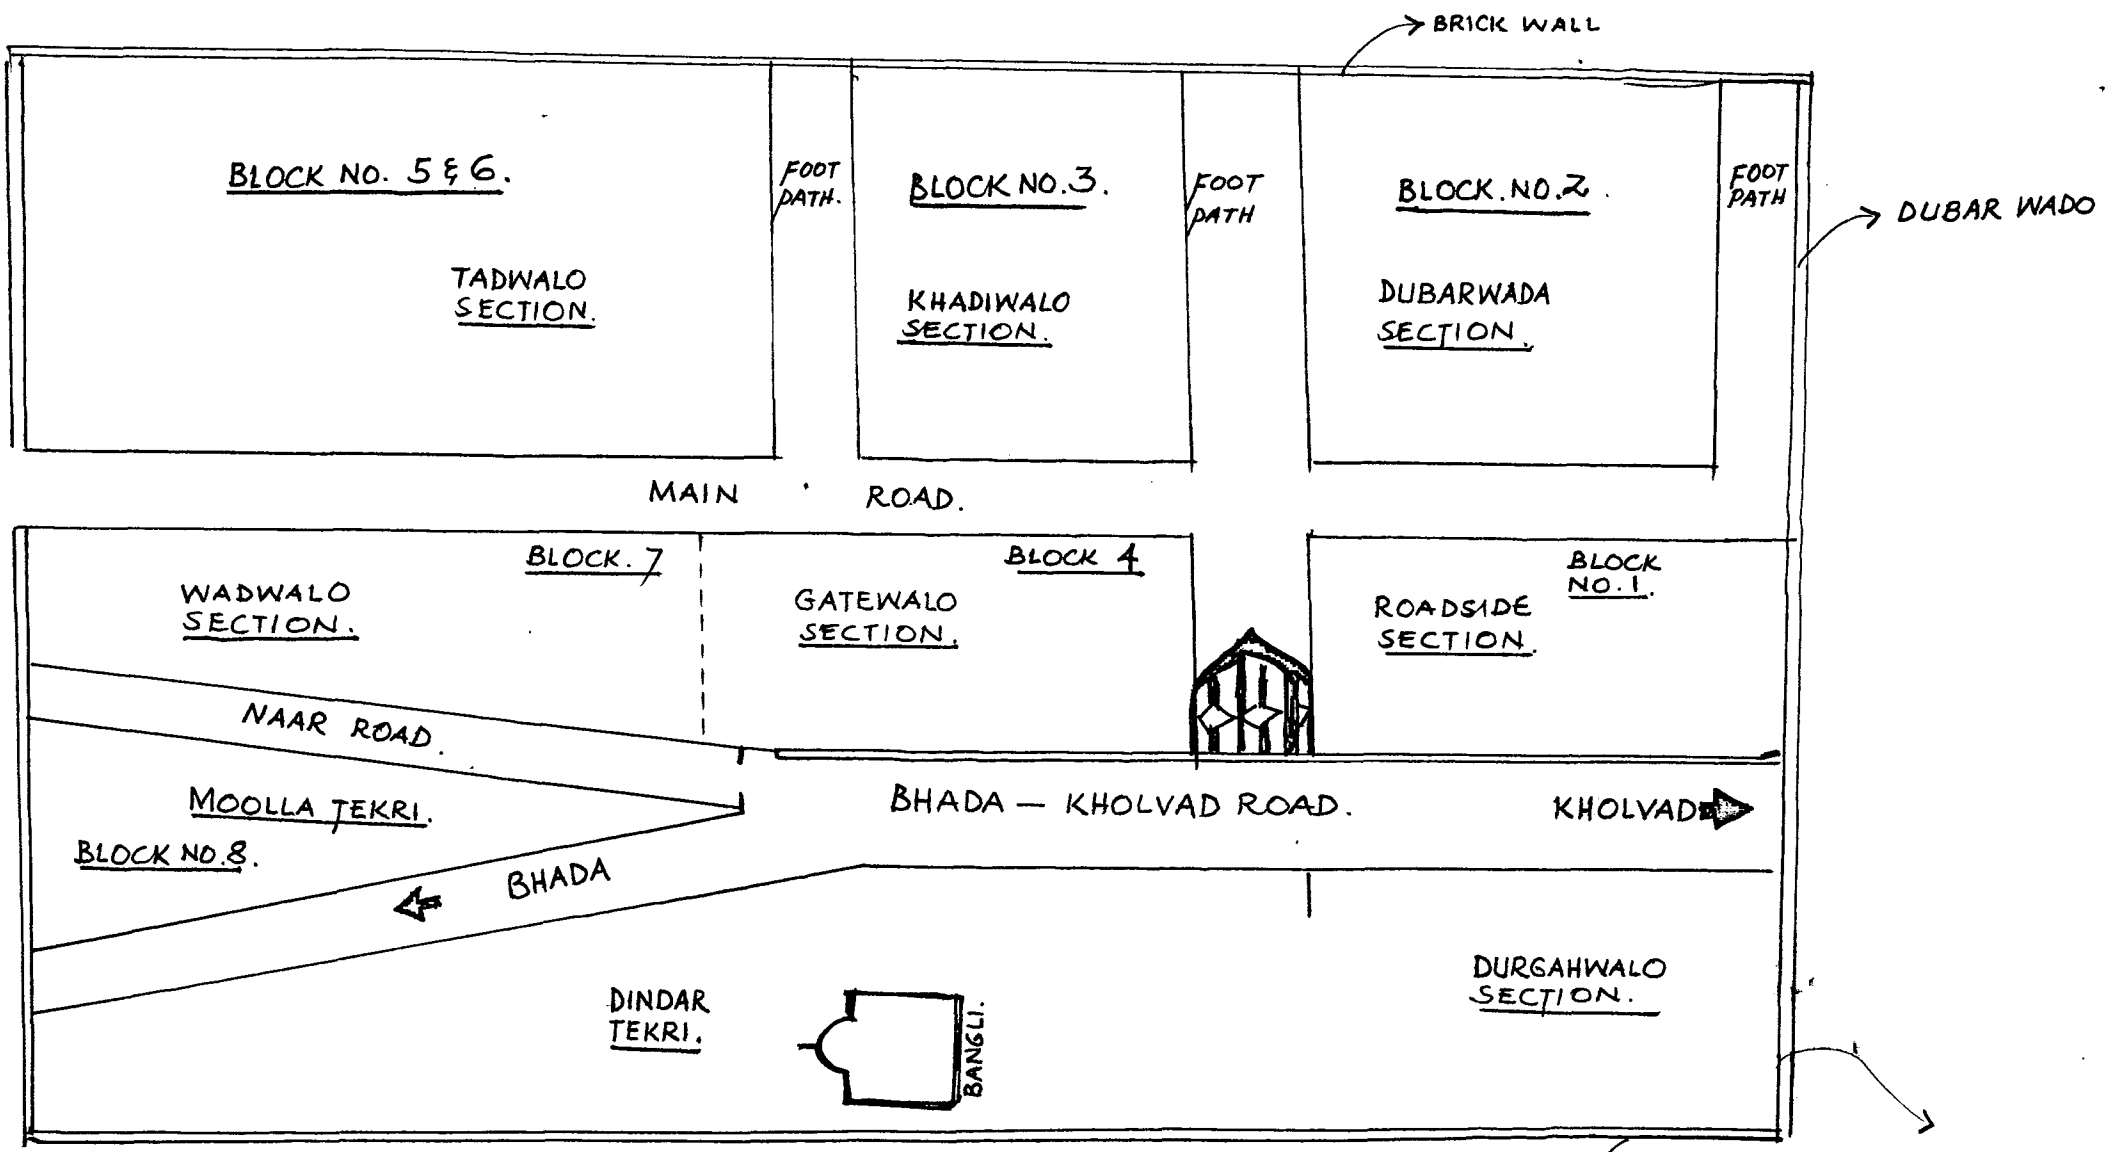 BRICK WALL
BLOCK NO. 5 & 6.
TADWALO
SECTION.
FOOT
PATH.
BLOCK NO. 3.
KHADIWALO
SECTION.
FOOT
PATH
BLOCK. NO. 2.
DUBARWADA
SECTION.
FOOT
PATH
DUBAR WADO
MAIN ROAD.
BLOCK. 7
WADWALO
SECTION.
BLOCK 4
GATEWALO
SECTION.
BLOCK
NO. 1.
ROADSIDE
SECTION.
NAAR ROAD.
MOOLLA TEKRI.
BLOCK NO. 8.
BHADA
BHADA — KHOLVAD ROAD.
KHOLVAD
DINDAR
TEKRI.
BANGLI.
DURGAHWALO
SECTION.